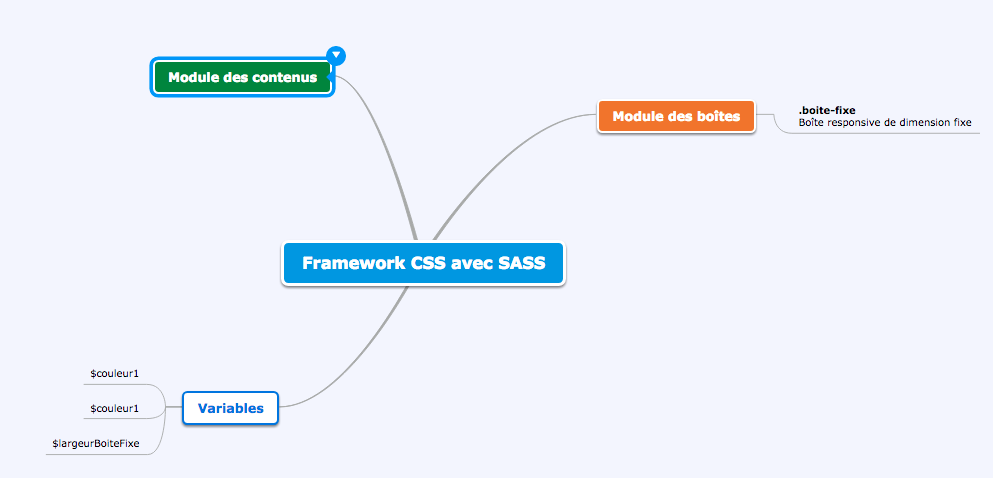 Module des contenus
Module des boîtes
.boite-fixe
Boîte responsive de dimension fixe
Framework CSS avec SASS
$couleur1
$couleur1
$largeurBoiteFixe
Variables